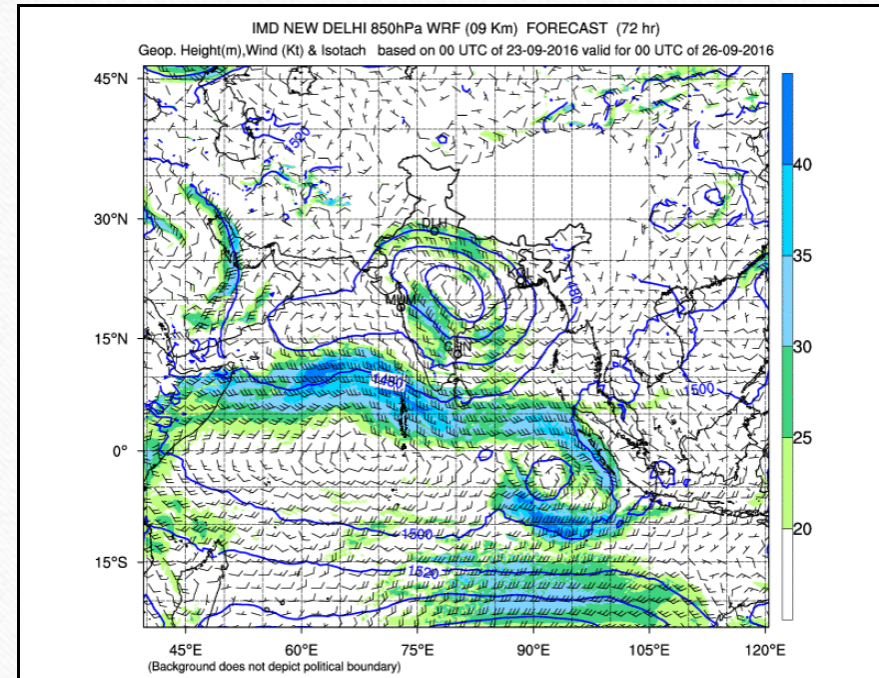 IMD NEW DELHI 850hPa WRF (09 Km) FORECAST (72 hr)
Geop. Height(m),Wind (Kt) & Isotach based on 00 UTC of 23-09-2016 valid for 00 UTC of 26-09-2016
45°N
1520
40
30°N
DLH
35
1480
MUM
15°N
CEN
30
1480
1500
25
0°
20
1500
15°S
1520
45°E 60°E 75°E 90°E 105°E 120°E
(Background does not depict political boundary)